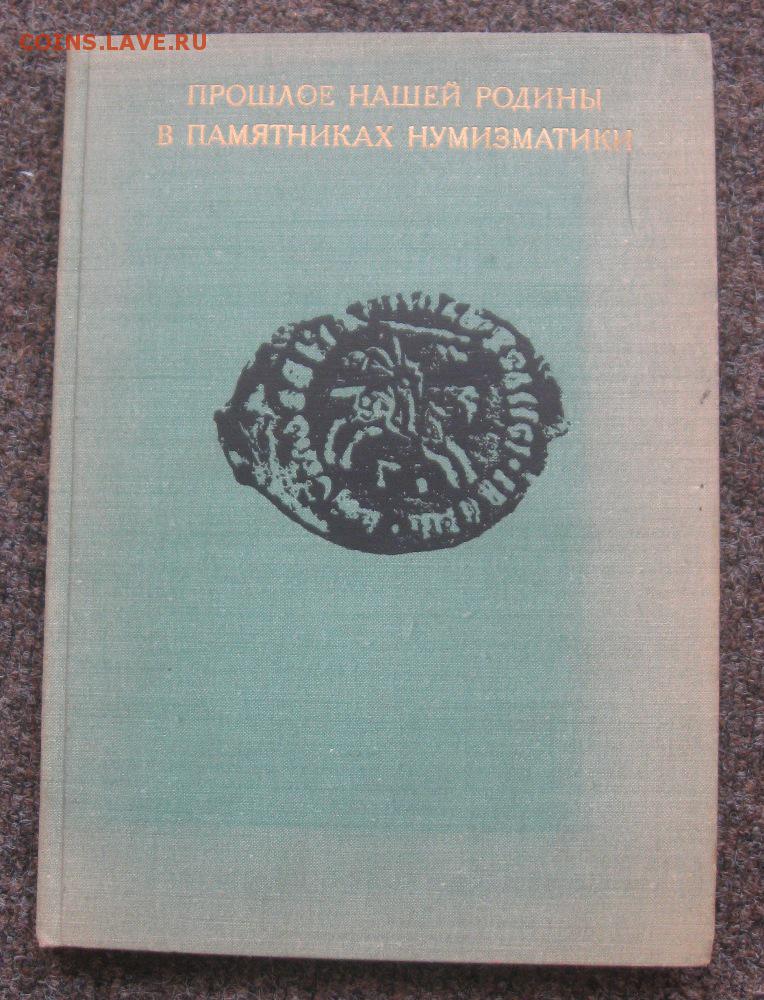 COINS.LAVE.RU
ПРОШЛОЕ НАШЕЙ РОДИНЫ
В ПАМЯТНИКАХ НУМИЗМАТИКИ